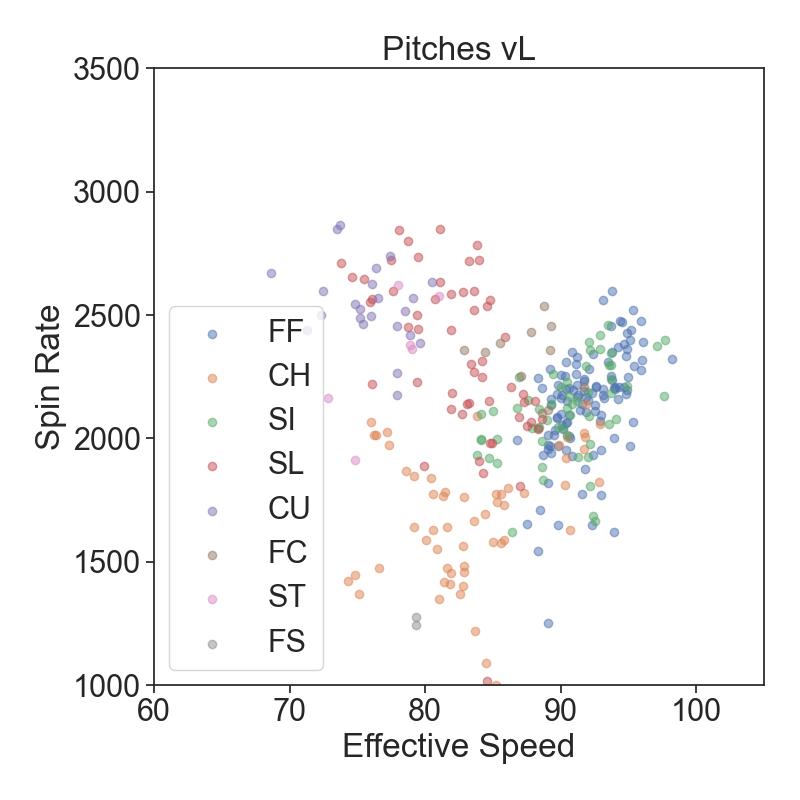 Pitches vL
3500
3000
2500
2000
1500
1000
Spin Rate
FF
CH
SI
SL
CU
FC
ST
FS
60 70 80 90 100
Effective Speed